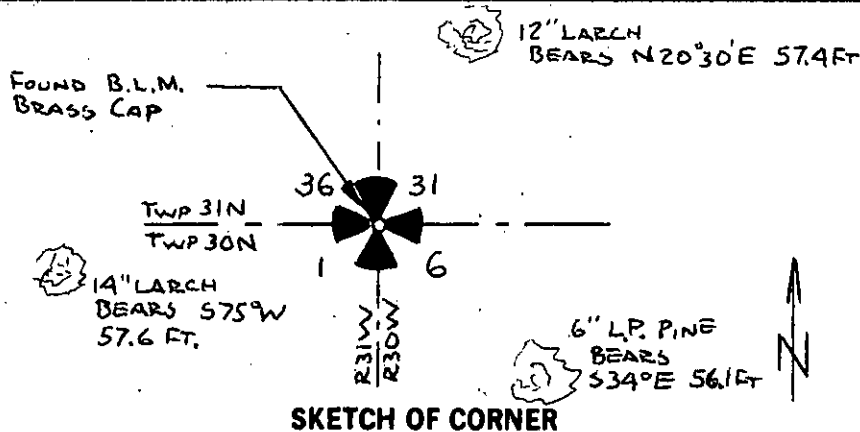 12" LARCH
BEARS N20°30'E 57.4FT
FOUND B.L.M.
BRASS CAP
36 31
TWP 31N
TWP 30N
1 6
14" LARCH
BEARS S75°W
57.6 FT.
R31W
R30W
6" L.P. PINE
BEARS
S34°E 56.1FT
N
SKETCH OF CORNER